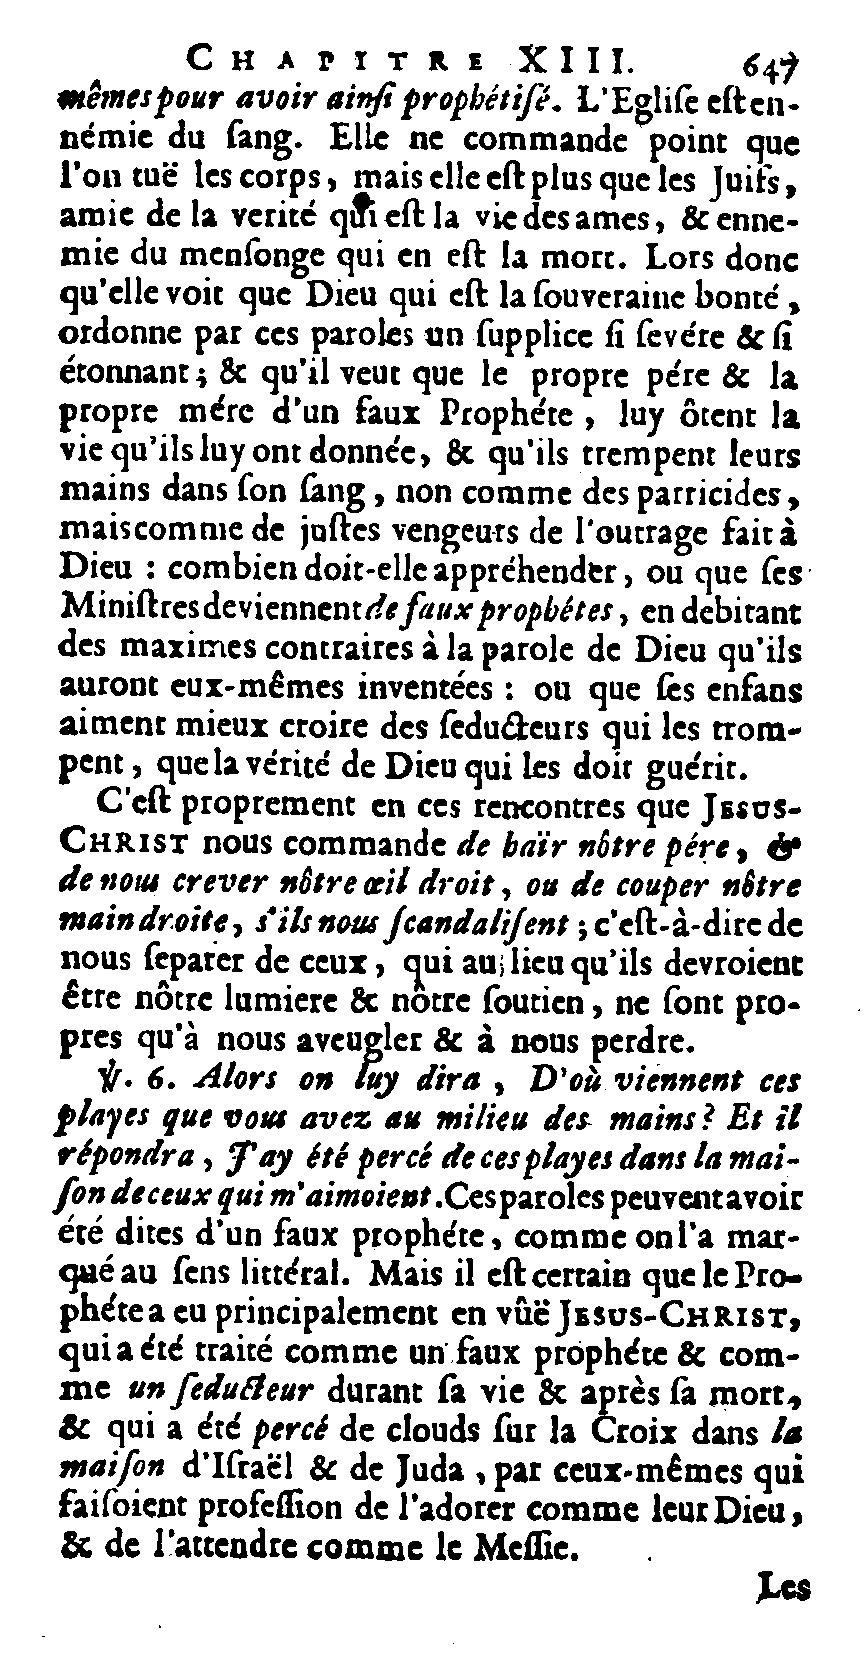 CHAPITRE XIII. 647
mêmes pour avoir ainſi prophétiſé. L'Egliſe eſt en-
némie du ſang. Elle ne commande point que
l'on tuë les corps, mais elle eſt plus que les Juifs,
amie de la verité qui eſt la vie des ames, & enne-
mie du menſonge qui en eſt la mort. Lors donc
qu'elle voit que Dieu qui eſt la ſouveraine bonté,
ordonne par ces paroles un ſupplice ſi ſevére & ſi
étonnant; & qu'il veut que le propre pére & la
propre mére d'un faux Prophéte, luy ôtent la
vie qu'ils luy ont donnée, & qu'ils trempent leurs
mains dans ſon ſang, non comme des parricides,
mais comme de juſtes vengeurs de l'outrage fait à
Dieu : combien doit-elle appréhender, ou que ſes
Miniſtres deviennent de faux prophétes, en debitant
des maximes contraires à la parole de Dieu qu'ils
auront eux-mêmes inventées : ou que ſes enfans
aiment mieux croire des ſeducteurs qui les trom-
pent, que la vérité de Dieu qui les doit guérir.
C'eſt proprement en ces rencontres que JESUS-
CHRIST nous commande de haïr nôtre pére, &
de nous crever nôtre œil droit, ou de couper nôtre
main droite, s'ils nous ſcandaliſent; c'eſt-à-dire de
nous ſeparer de ceux, qui au lieu qu'ils devroient
être nôtre lumiere & nôtre ſoutien, ne ſont pro-
pres qu'à nous aveugler & à nous perdre.
℣. 6. Alors on luy dira, D'où viennent ces
playes que vous avez au milieu des mains? Et il
répondra, J'ay été percé de ces playes dans la mai-
ſon de ceux qui m'aimoient. Ces paroles peuvent avoir
été dites d'un faux prophéte, comme on l'a mar-
qué au ſens littéral. Mais il eſt certain que le Pro-
phéte a eu principalement en vûë JESUS-CHRIST,
qui a été traité comme un faux prophéte & com-
me un ſeducteur durant ſa vie & après ſa mort,
& qui a été percé de clouds ſur la Croix dans la
maiſon d'Iſraël & de Juda, par ceux-mêmes qui
faiſoient profeſſion de l'adorer comme leur Dieu,
& de l'attendre comme le Meſſie.
Les